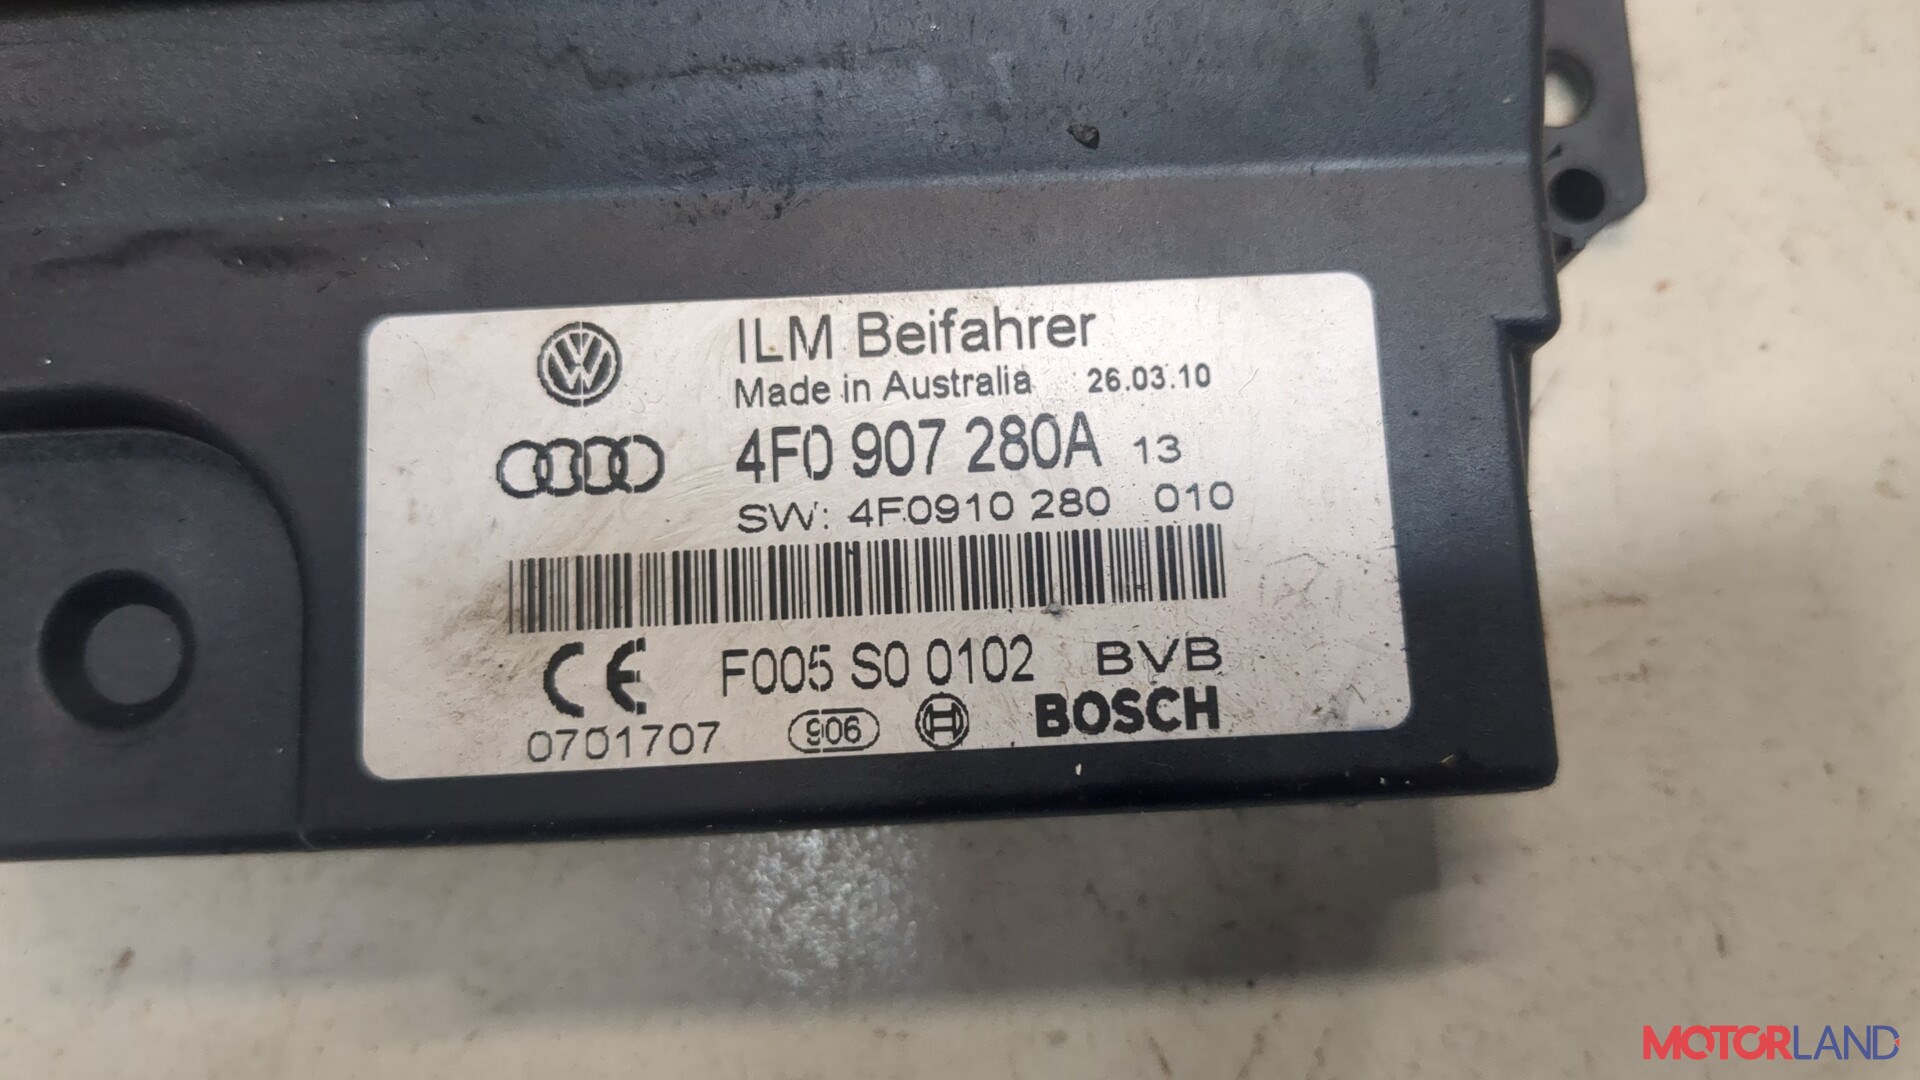 ILM Beifahrer
Made in Australia 26.03.10
4F0 907 280A 13
SW: 4F0910 280 010
CE F005 S0 0102 BVB
0701707 906 BOSCH
MOTORLAND